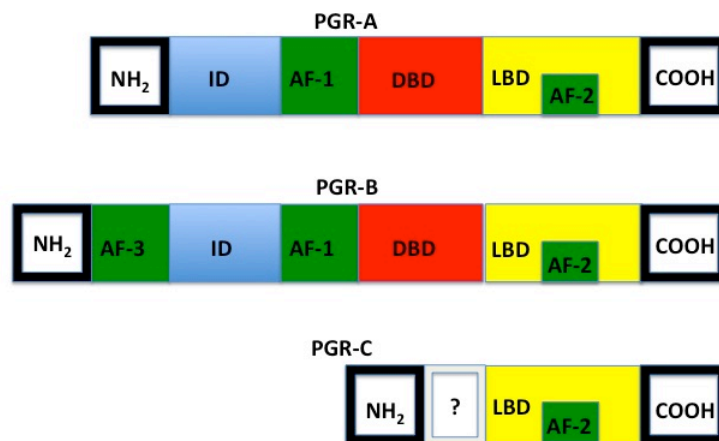 PGR-A
NH₂ ID AF-1 DBD LBD AF-2 COOH
PGR-B
NH₂ AF-3 ID AF-1 DBD LBD AF-2 COOH
PGR-C
NH₂ ? LBD AF-2 COOH